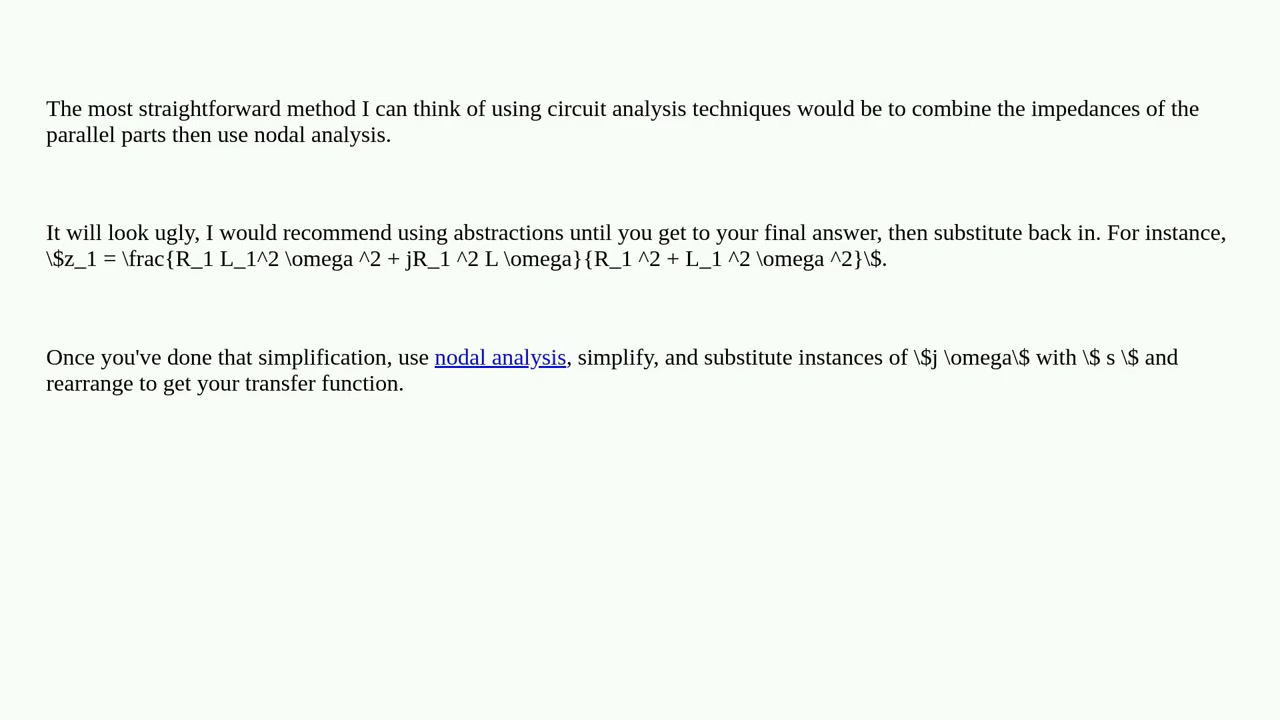 The most straightforward method I can think of using circuit analysis techniques would be to combine the impedances of the
parallel parts then use nodal analysis.
It will look ugly, I would recommend using abstractions until you get to your final answer, then substitute back in. For instance,
\$z_1 = \frac{R_1 L_1^2 \omega ^2 + jR_1 ^2 L \omega}{R_1 ^2 + L_1 ^2 \omega ^2}\$.
Once you've done that simplification, use nodal analysis, simplify, and substitute instances of \$j \omega\$ with \$ s \$ and
rearrange to get your transfer function.